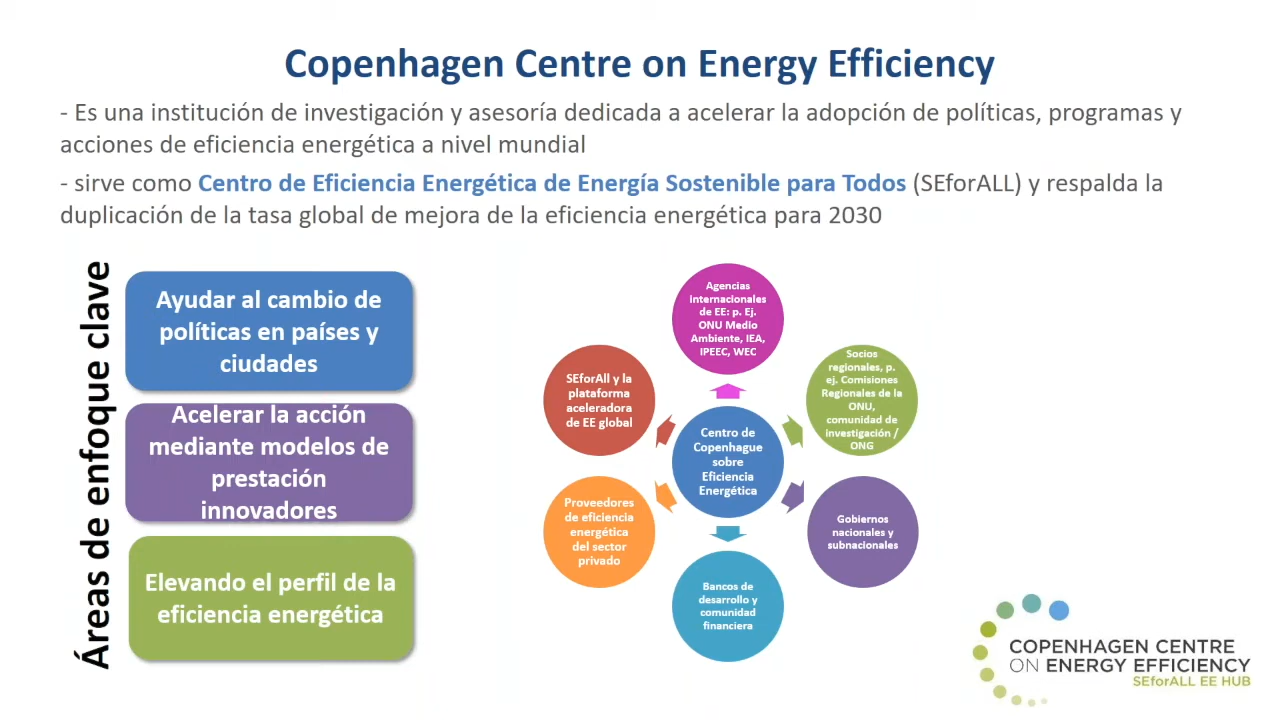 Copenhagen Centre on Energy Efficiency
- Es una institución de investigación y asesoría dedicada a acelerar la adopción de políticas, programas y
acciones de eficiencia energética a nivel mundial
- sirve como Centro de Eficiencia Energética de Energía Sostenible para Todos (SEforALL) y respalda la
duplicación de la tasa global de mejora de la eficiencia energética para 2030
Áreas de enfoque clave
Ayudar al cambio de
políticas en países y
ciudades
Acelerar la acción
mediante modelos de
prestación
innovadores
Elevando el perfil de la
eficiencia energética
Agencias
internacionales
de EE: p. Ej.
ONU Medio
Ambiente, IEA,
IPEEC, WEC
Socios
regionales, p.
ej. Comisiones
Regionales de la
ONU,
comunidad de
investigación /
ONG
Gobiernos
nacionales y
subnacionales
Bancos de
desarrollo y
comunidad
financiera
Proveedores
de eficiencia
energética
del sector
privado
SEforAll y la
plataforma
aceleradora
de EE global
Centro de
Copenhague
sobre
Eficiencia
Energética
COPENHAGEN CENTRE
ON ENERGY EFFICIENCY
SEforALL EE HUB